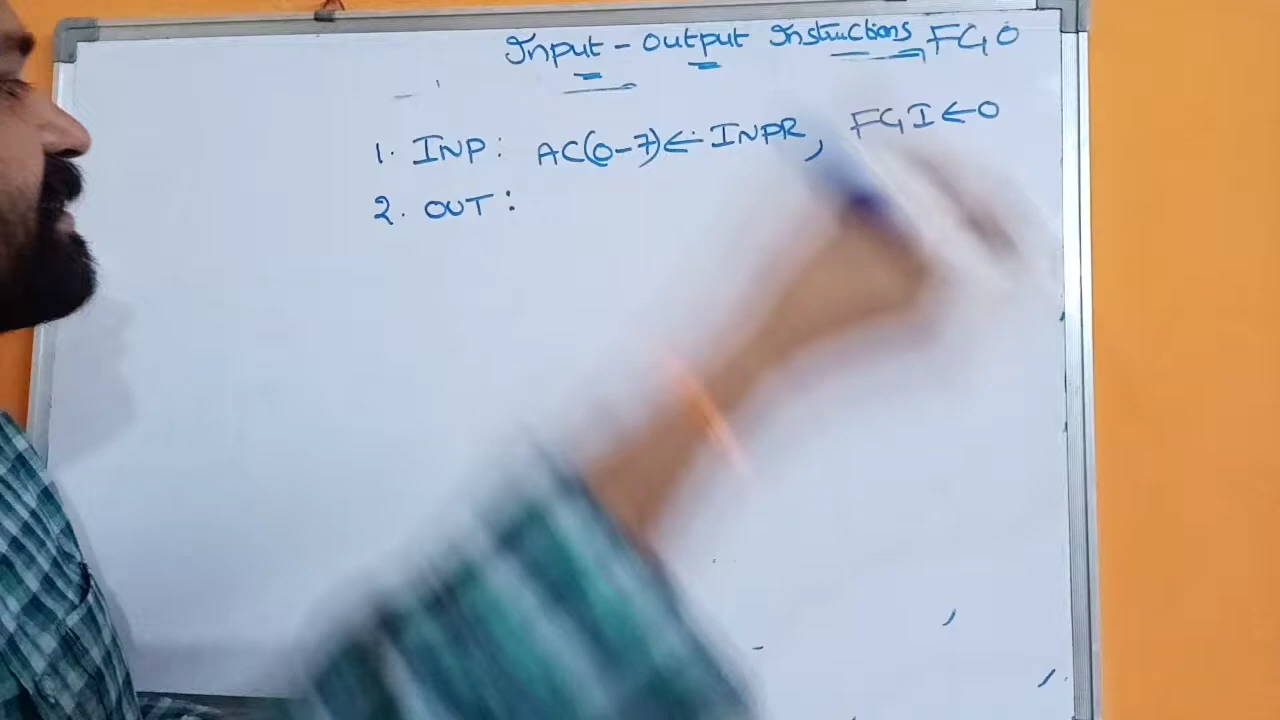 Input - Output Instructions FGO
1. INP: AC(0-7)← INPR, FGI←0
2. OUT: